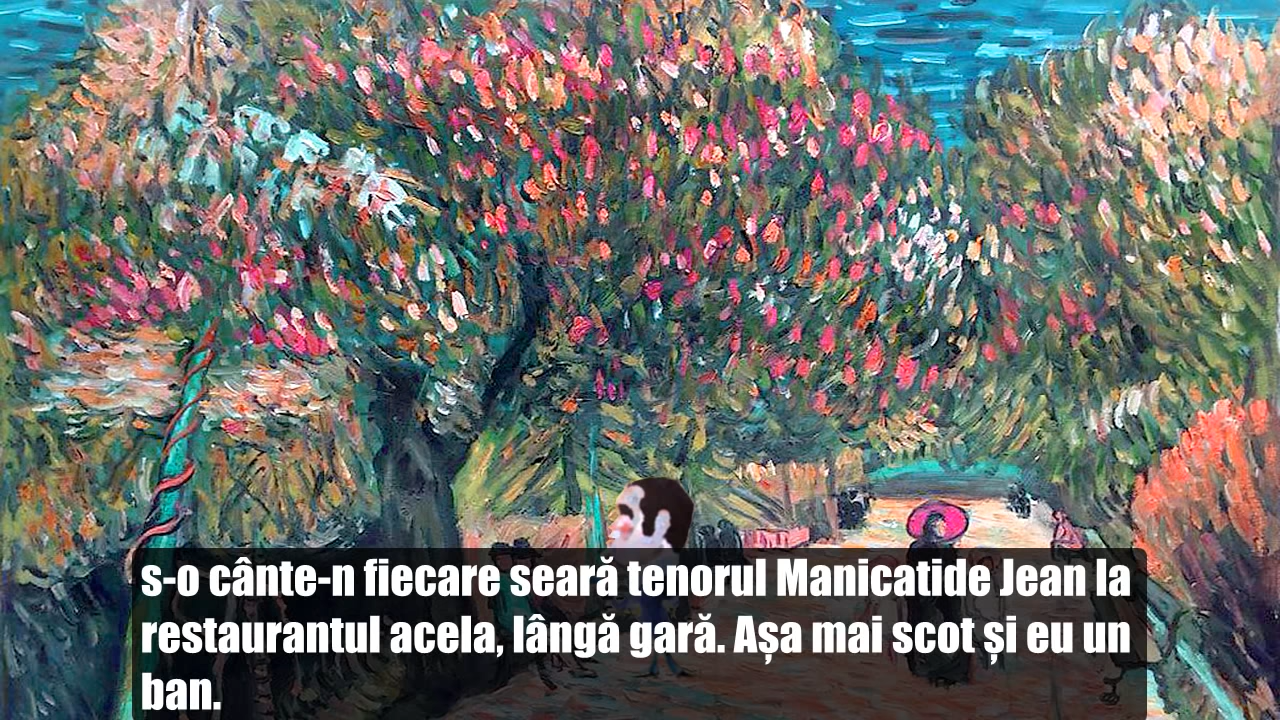 s-o cânte-n fiecare seară tenorul Manicatide Jean la
restaurantul acela, lângă gară. Așa mai scot și eu un
ban.